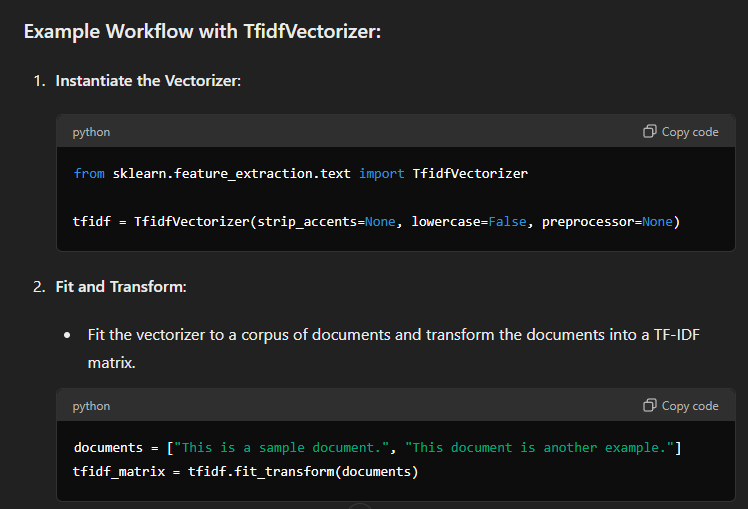 Example Workflow with TfidfVectorizer:
1. Instantiate the Vectorizer:
python
Copy code
from sklearn.feature_extraction.text import TfidfVectorizer
tfidf = TfidfVectorizer(strip_accents=None, lowercase=False, preprocessor=None)
2. Fit and Transform:
• Fit the vectorizer to a corpus of documents and transform the documents into a TF-IDF
matrix.
python
Copy code
documents = ["This is a sample document.", "This document is another example."]
tfidf_matrix = tfidf.fit_transform(documents)